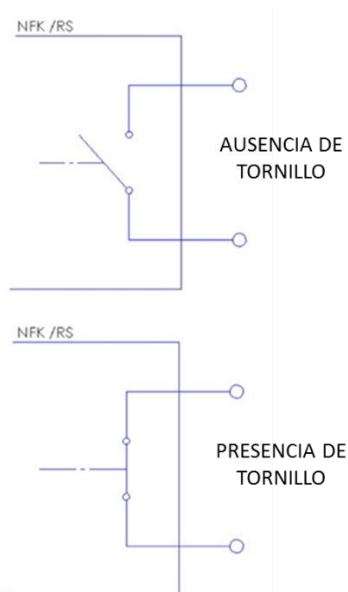 NFK /RS
AUSENCIA DE
TORNILLO
NFK /RS
PRESENCIA DE
TORNILLO